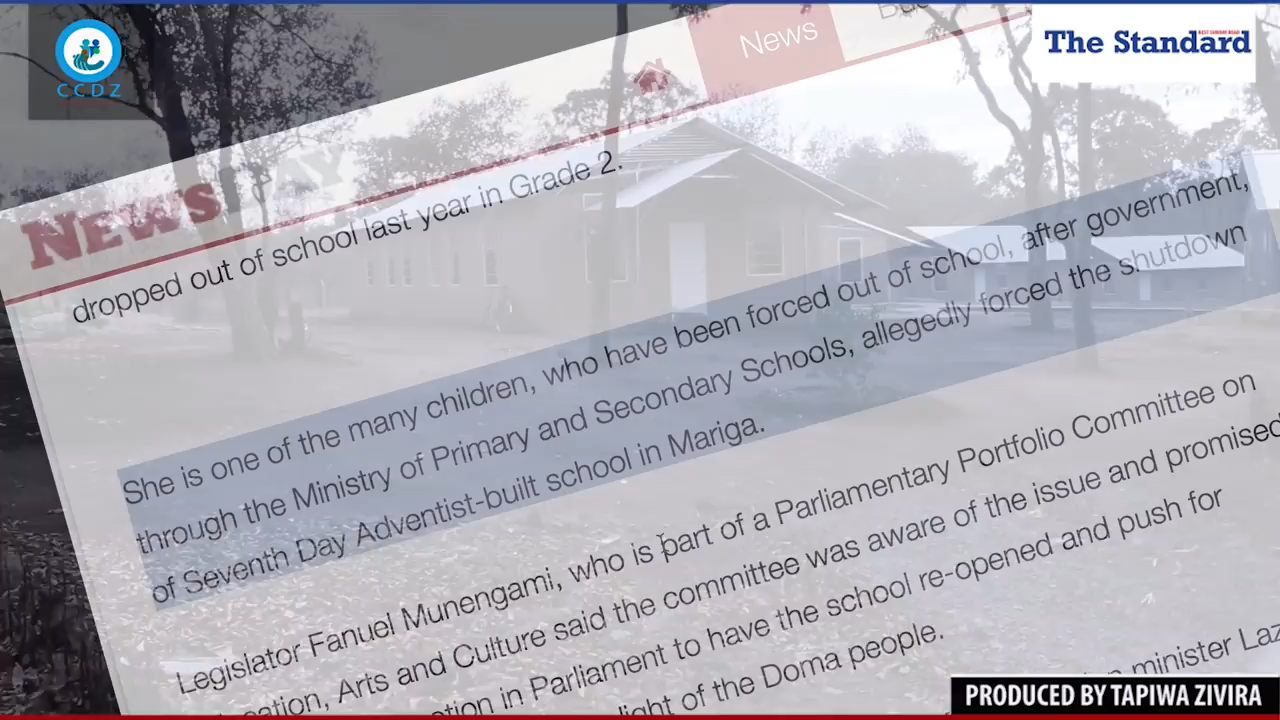 CCDZ
News
The Standard
News
dropped out of school last year in Grade 2.
She is one of the many children, who have been forced out of school, after government,
through the Ministry of Primary and Secondary Schools, allegedly forced the shutdown
of Seventh Day Adventist-built school in Mariga.
Legislator Fanuel Munengami, who is part of a Parliamentary Portfolio Committee on
Arts and Culture said the committee was aware of the issue and promised
in Parliament to have the school re-opened and push for
of the Doma people.
minister
PRODUCED BY TAPIWA ZIVIRA